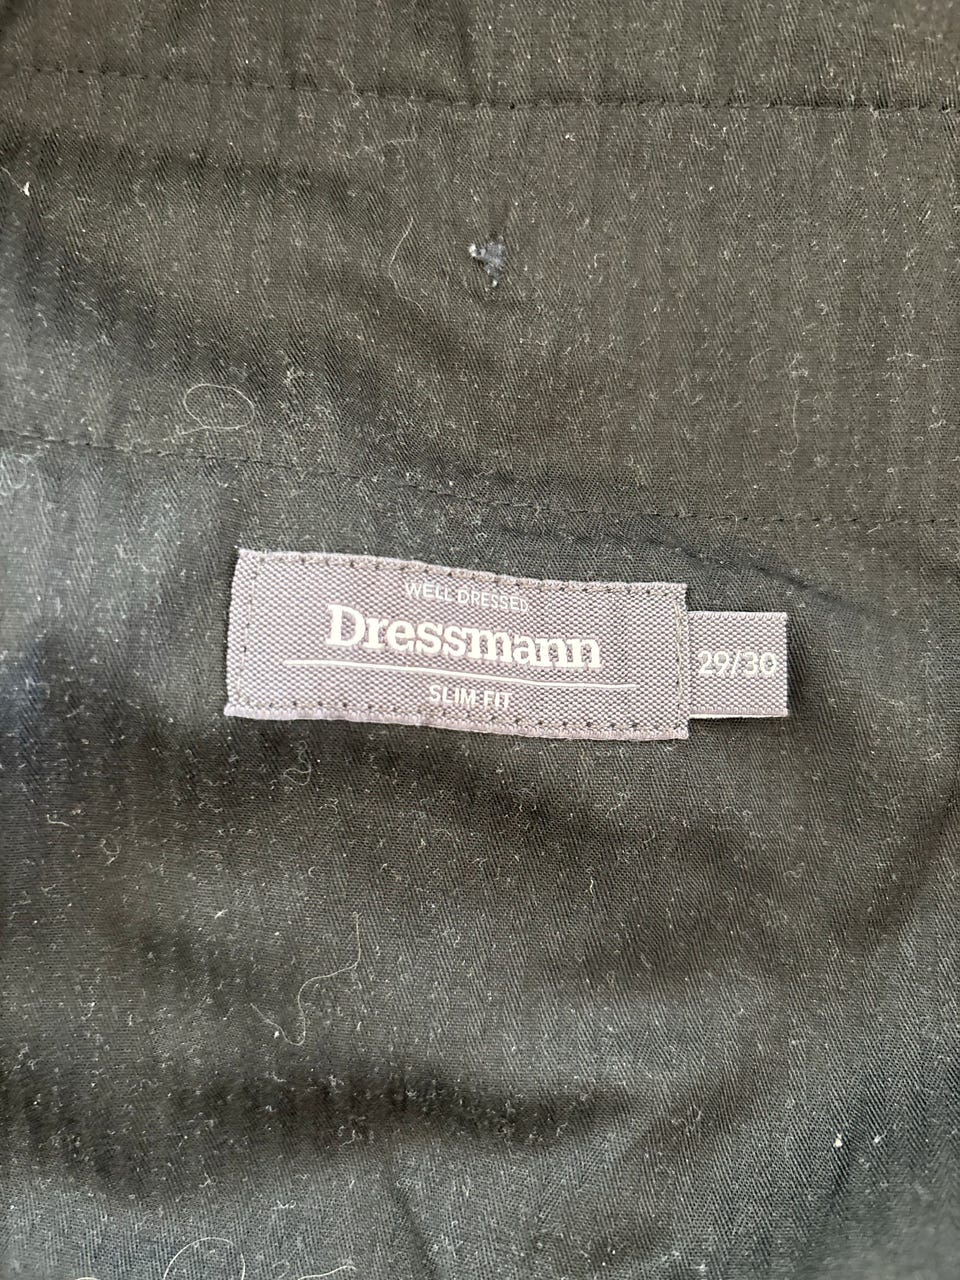 WELL DRESSED
Dressmann
SLIM FIT
29/30